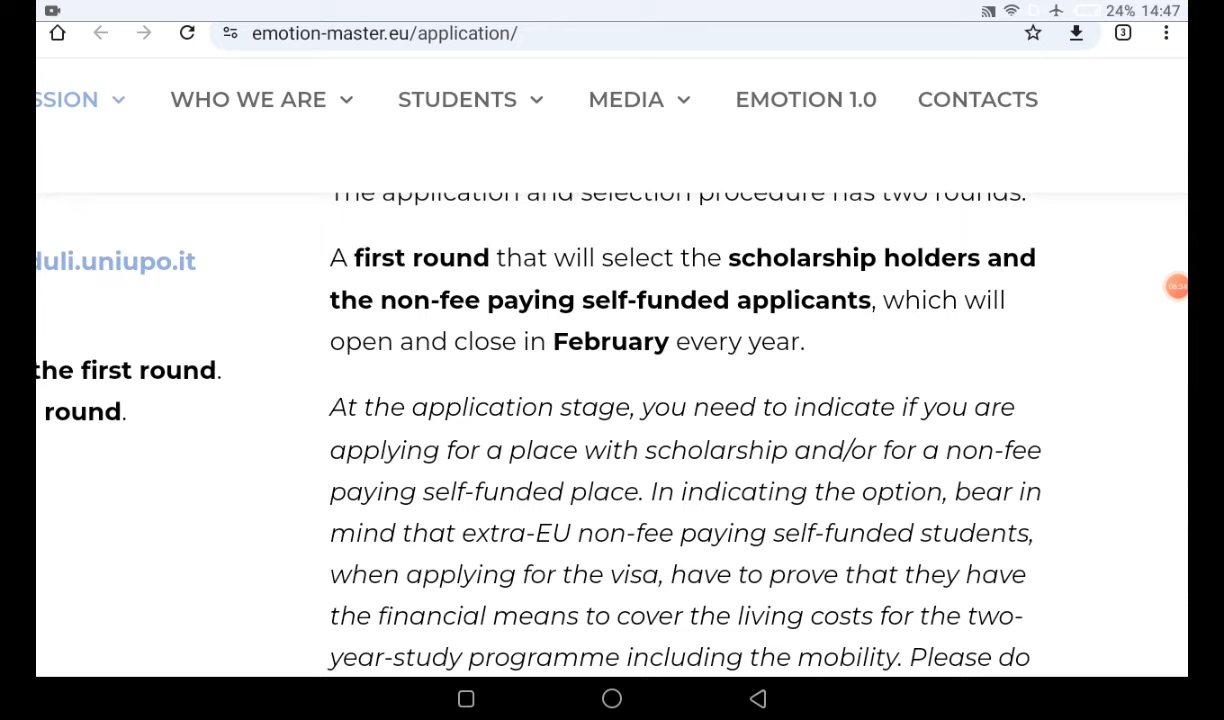 24% 14:47
emotion-master.eu/application/
3
SSION
WHO WE ARE
STUDENTS
MEDIA
EMOTION 1.0
CONTACTS
The application and selection procedure has two rounds.
duli.uniupo.it
A first round that will select the scholarship holders and
the non-fee paying self-funded applicants, which will
open and close in February every year.
the first round.
round.
At the application stage, you need to indicate if you are
applying for a place with scholarship and/or for a non-fee
paying self-funded place. In indicating the option, bear in
mind that extra-EU non-fee paying self-funded students,
when applying for the visa, have to prove that they have
the financial means to cover the living costs for the two-
year-study programme including the mobility. Please do